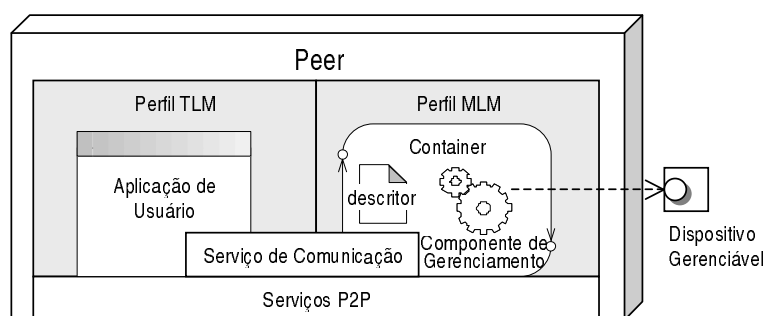 Peer
Perfil TLM
Perfil MLM
Container
Aplicação de
Usuário
descritor
Componente de
Gerenciamento
Serviço de Comunicação
Serviços P2P
Dispositivo
Gerenciável